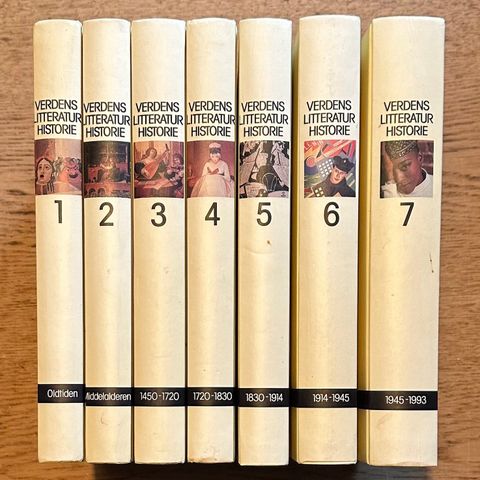 VERDENS
LITTERATUR
HISTORIE
1
Oldtiden
VERDENS
LITTERATUR
HISTORIE
2
Middelalderen
VERDENS
LITTERATUR
HISTORIE
3
1450-1720
VERDENS
LITTERATUR
HISTORIE
4
1720-1830
VERDENS
LITTERATUR
HISTORIE
5
1830-1914
VERDENS
LITTERATUR
HISTORIE
6
1914-1945
VERDENS
LITTERATUR
HISTORIE
7
1945-1993